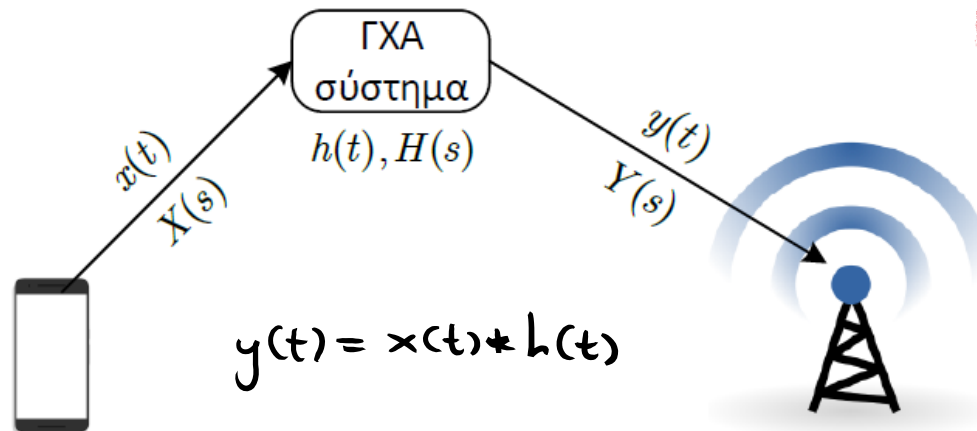 ΓΧΑ
σύστημα
h(t), H(s)
x(t)
X(s)
y(t)
Y(s)
y(t) = x(t) * h(t)